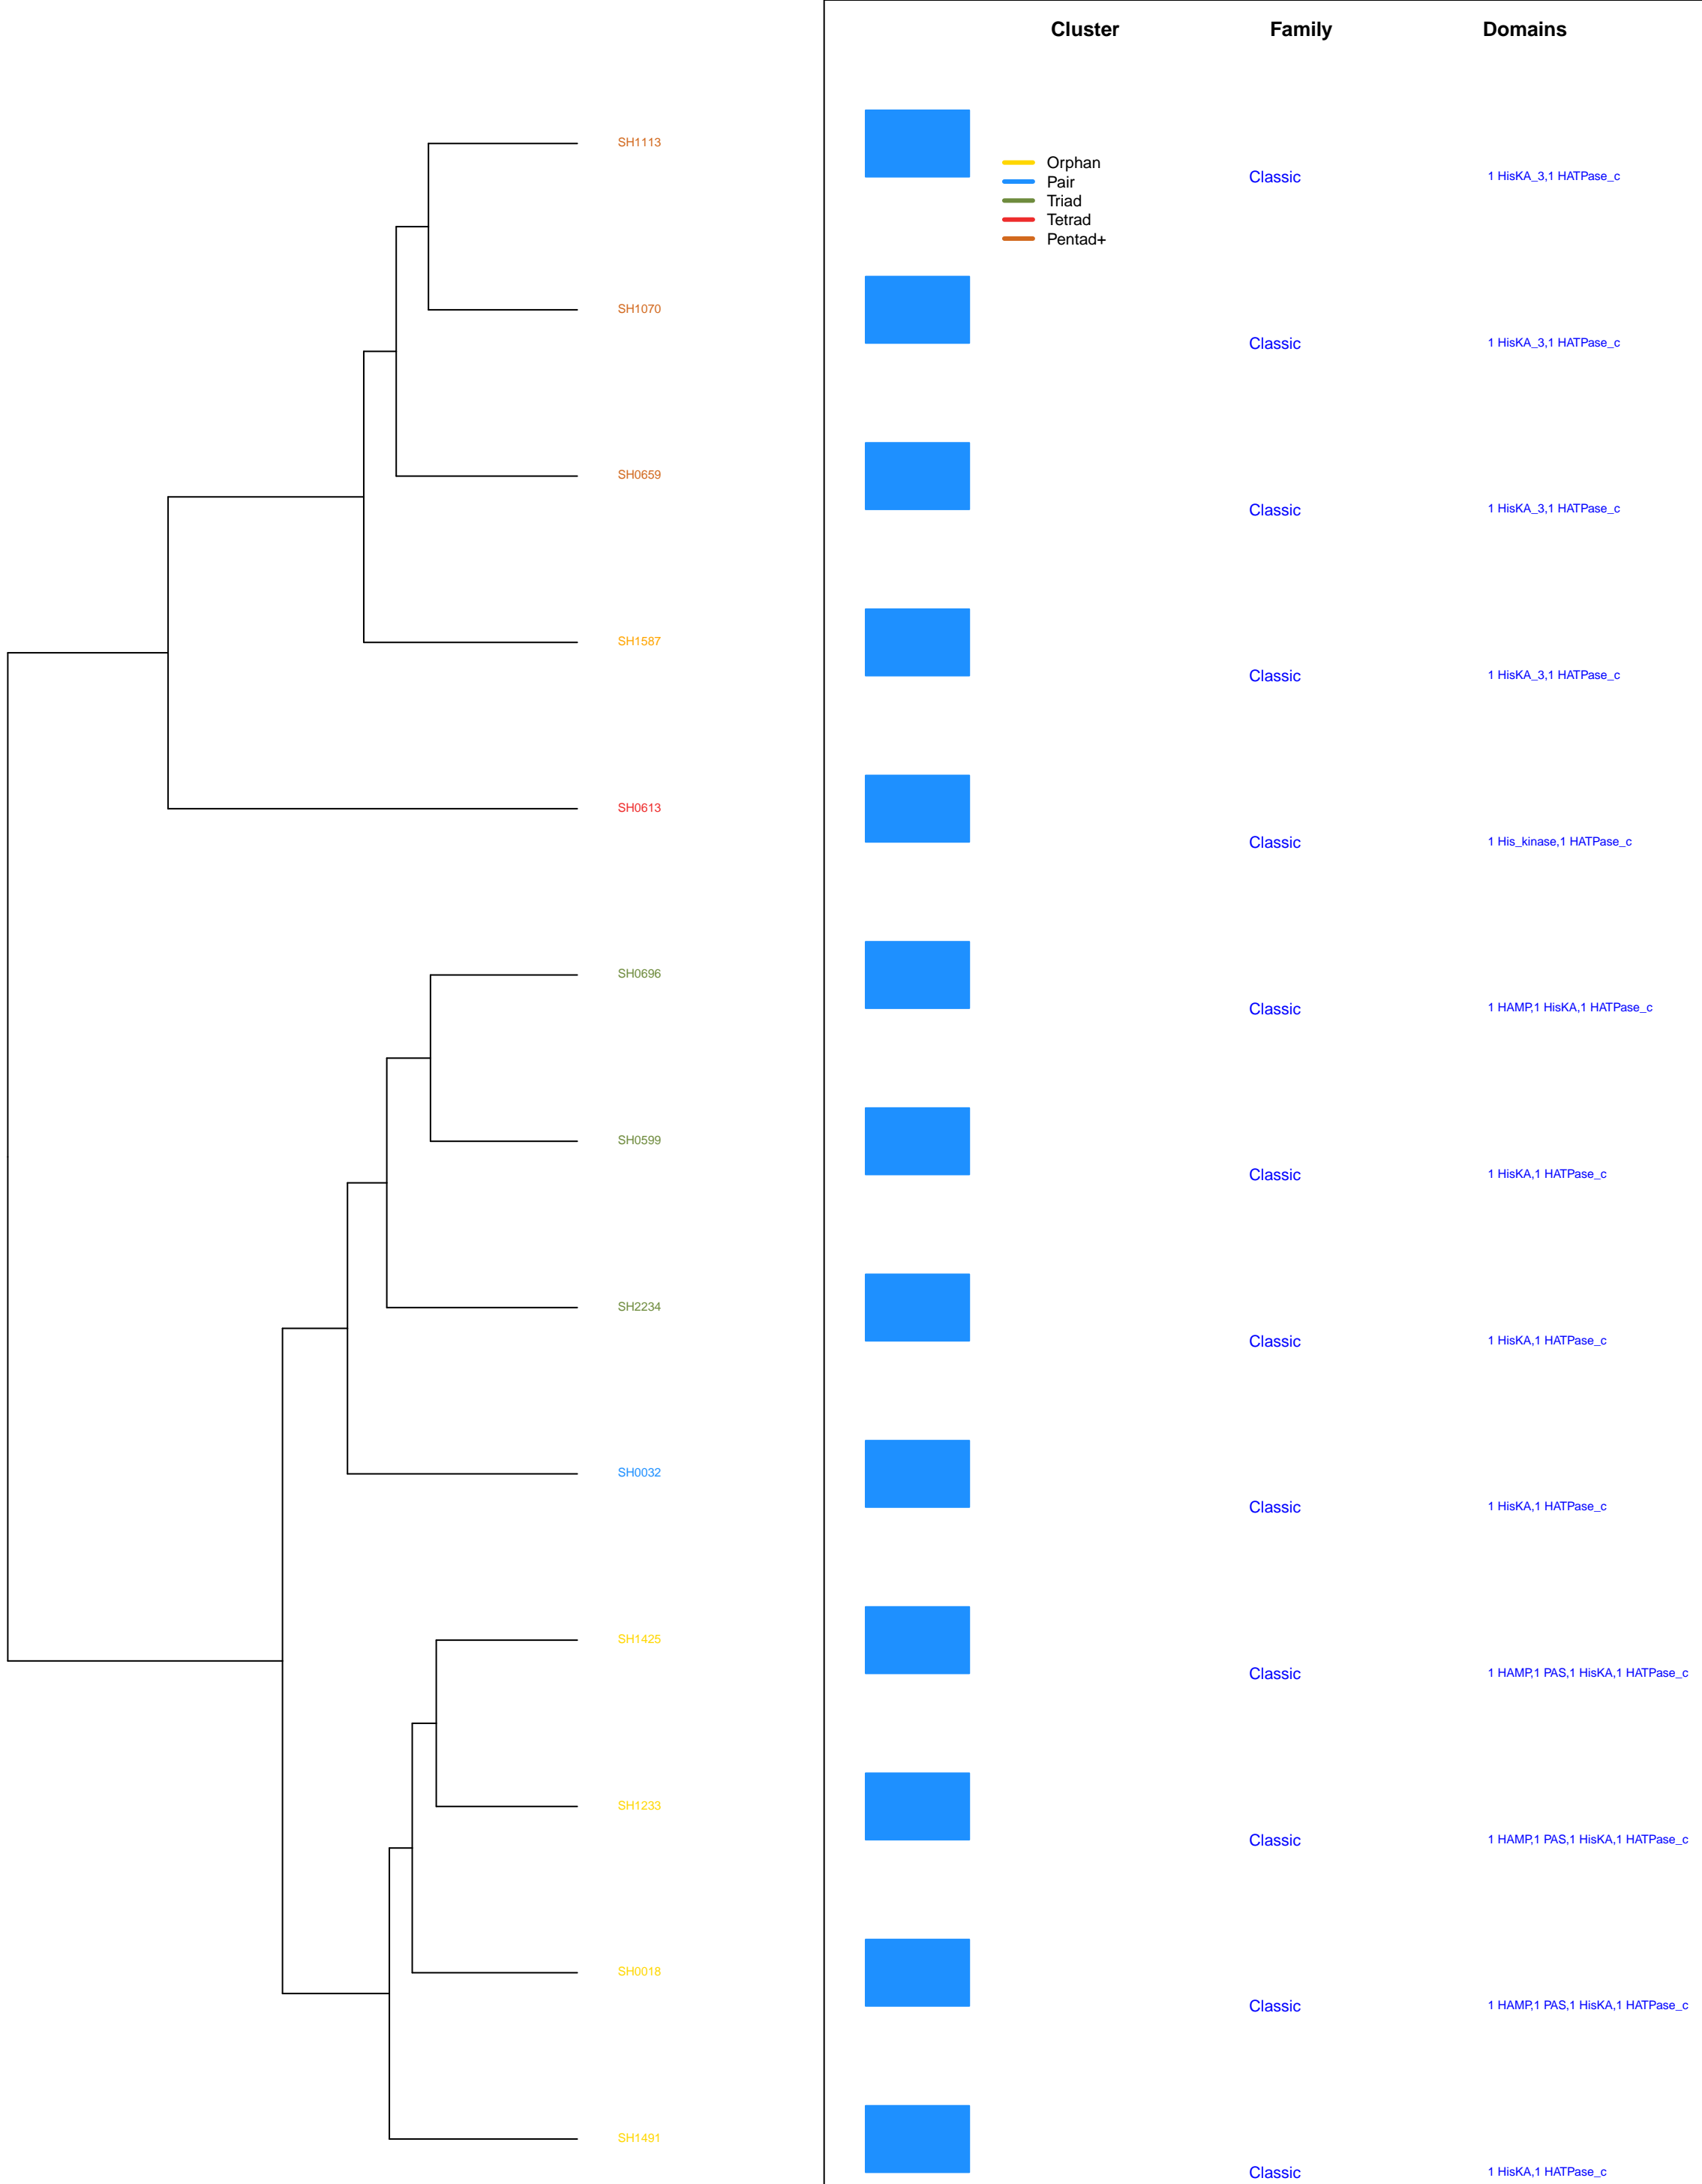 Cluster Family Domains
SH1113
Orphan
Pair
Triad
Tetrad
Pentad+
Classic 1 HisKA_3,1 HATPase_c
SH1070
Classic 1 HisKA_3,1 HATPase_c
SH0659
Classic 1 HisKA_3,1 HATPase_c
SH1587
Classic 1 HisKA_3,1 HATPase_c
SH0613
Classic 1 His_kinase,1 HATPase_c
SH0696
Classic 1 HAMP,1 HisKA,1 HATPase_c
SH0599
Classic 1 HisKA,1 HATPase_c
SH2234
Classic 1 HisKA,1 HATPase_c
SH0032
Classic 1 HisKA,1 HATPase_c
SH1425
Classic 1 HAMP,1 PAS,1 HisKA,1 HATPase_c
SH1233
Classic 1 HAMP,1 PAS,1 HisKA,1 HATPase_c
SH0018
Classic 1 HAMP,1 PAS,1 HisKA,1 HATPase_c
SH1491
Classic 1 HisKA,1 HATPase_c